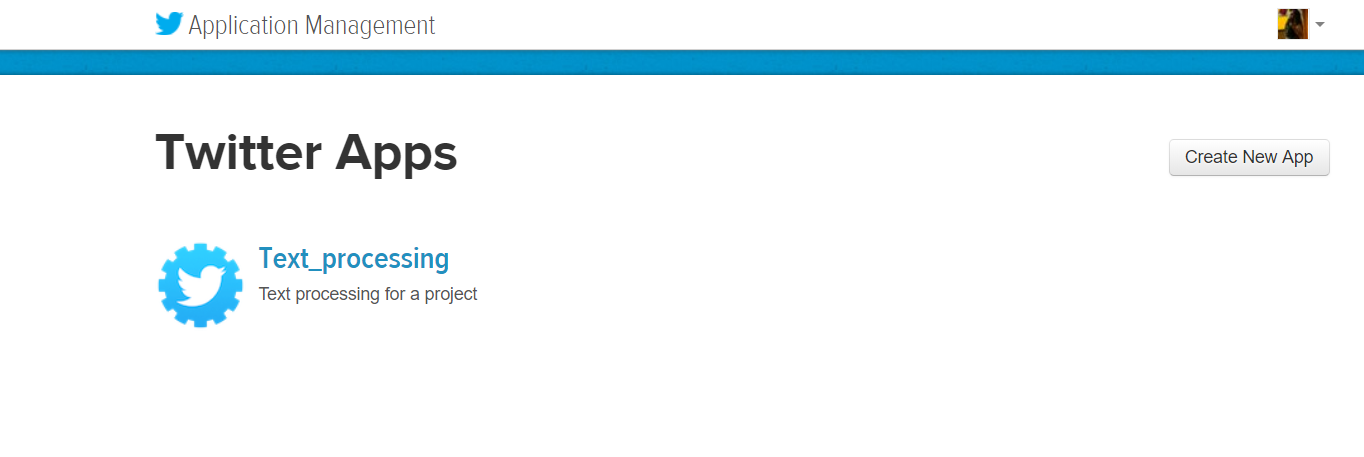 Application Management
Twitter Apps
Create New App
Text_processing
Text processing for a project